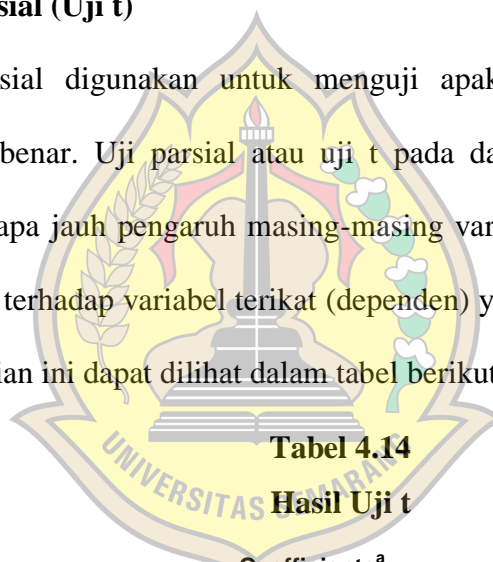 sial (Uji t)
sial digunakan untuk menguji apak
benar. Uji parsial atau uji t pada da
apa jauh pengaruh masing-masing var
terhadap variabel terikat (dependen) y
ian ini dapat dilihat dalam tabel berikut
Tabel 4.14
UNIVERSITAS SEMARANG
Hasil Uji t
Coefficientsᵃ